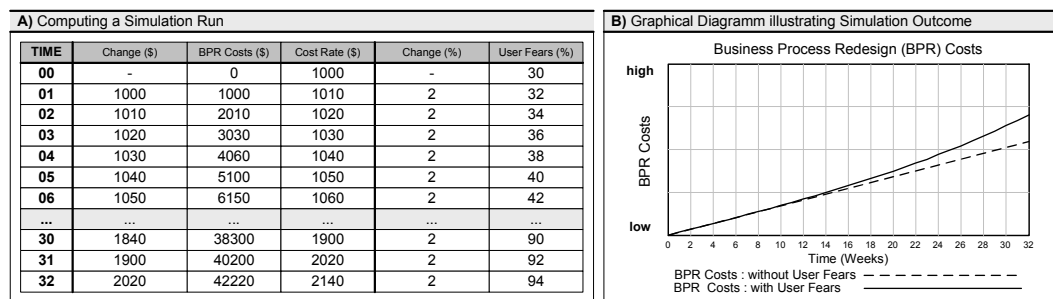 A) Computing a Simulation Run
TIME Change ($) BPR Costs ($) Cost Rate ($) Change (%) User Fears (%)
00 - 0 1000 - 30
01 1000 1000 1010 2 32
02 1010 2010 1020 2 34
03 1020 3030 1030 2 36
04 1030 4060 1040 2 38
05 1040 5100 1050 2 40
06 1050 6150 1060 2 42
... ... ... ... ... ...
30 1840 38300 1900 2 90
31 1900 40200 2020 2 92
32 2020 42220 2140 2 94
B) Graphical Diagramm illustrating Simulation Outcome
Business Process Redesign (BPR) Costs
high
BPR Costs
low
0 2 4 6 8 10 12 14 16 18 20 22 24 26 28 30 32
Time (Weeks)
BPR Costs : without User Fears
BPR Costs : with User Fears